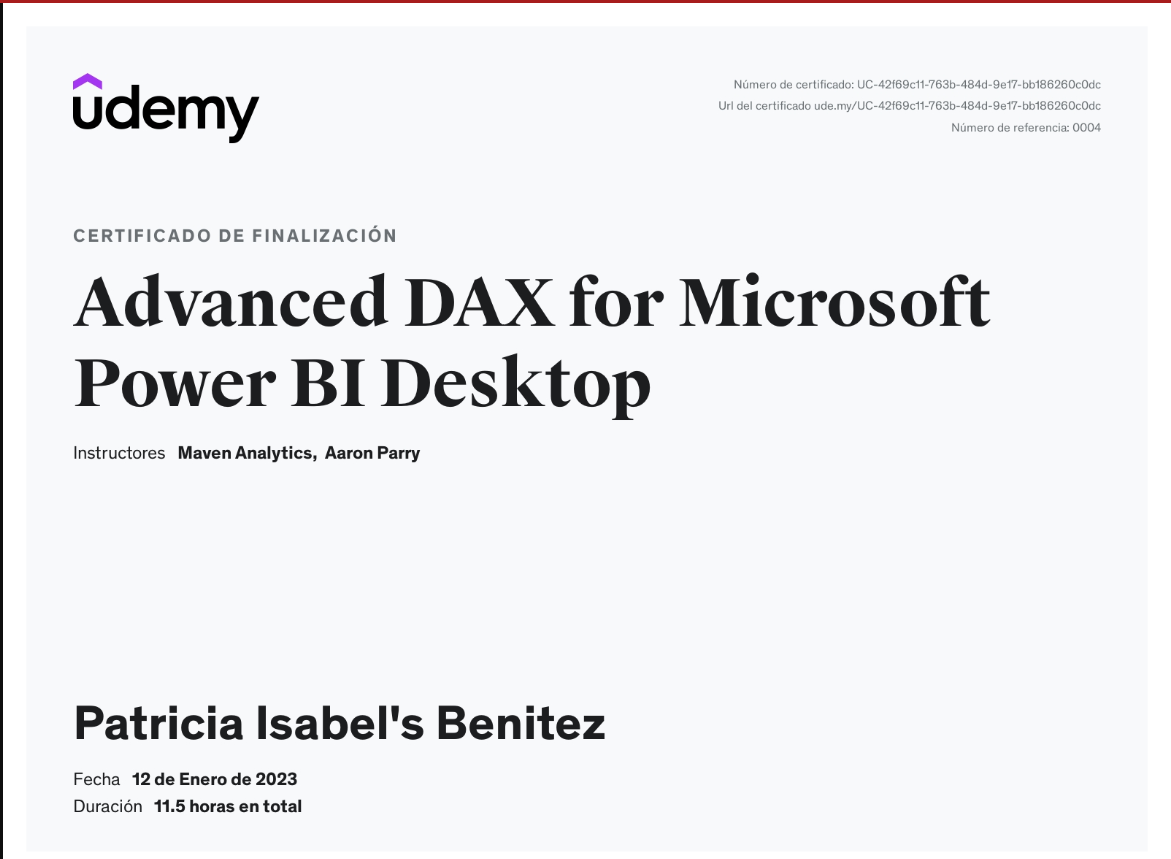 udemy
Número de certificado: UC-42f69c11-763b-484d-9e17-bb186260c0dc
Url del certificado ude.my/UC-42f69c11-763b-484d-9e17-bb186260c0dc
Número de referencia: 0004
CERTIFICADO DE FINALIZACIÓN
Advanced DAX for Microsoft
Power BI Desktop
Instructores Maven Analytics, Aaron Parry
Patricia Isabel's Benitez
Fecha 12 de Enero de 2023
Duración 11.5 horas en total